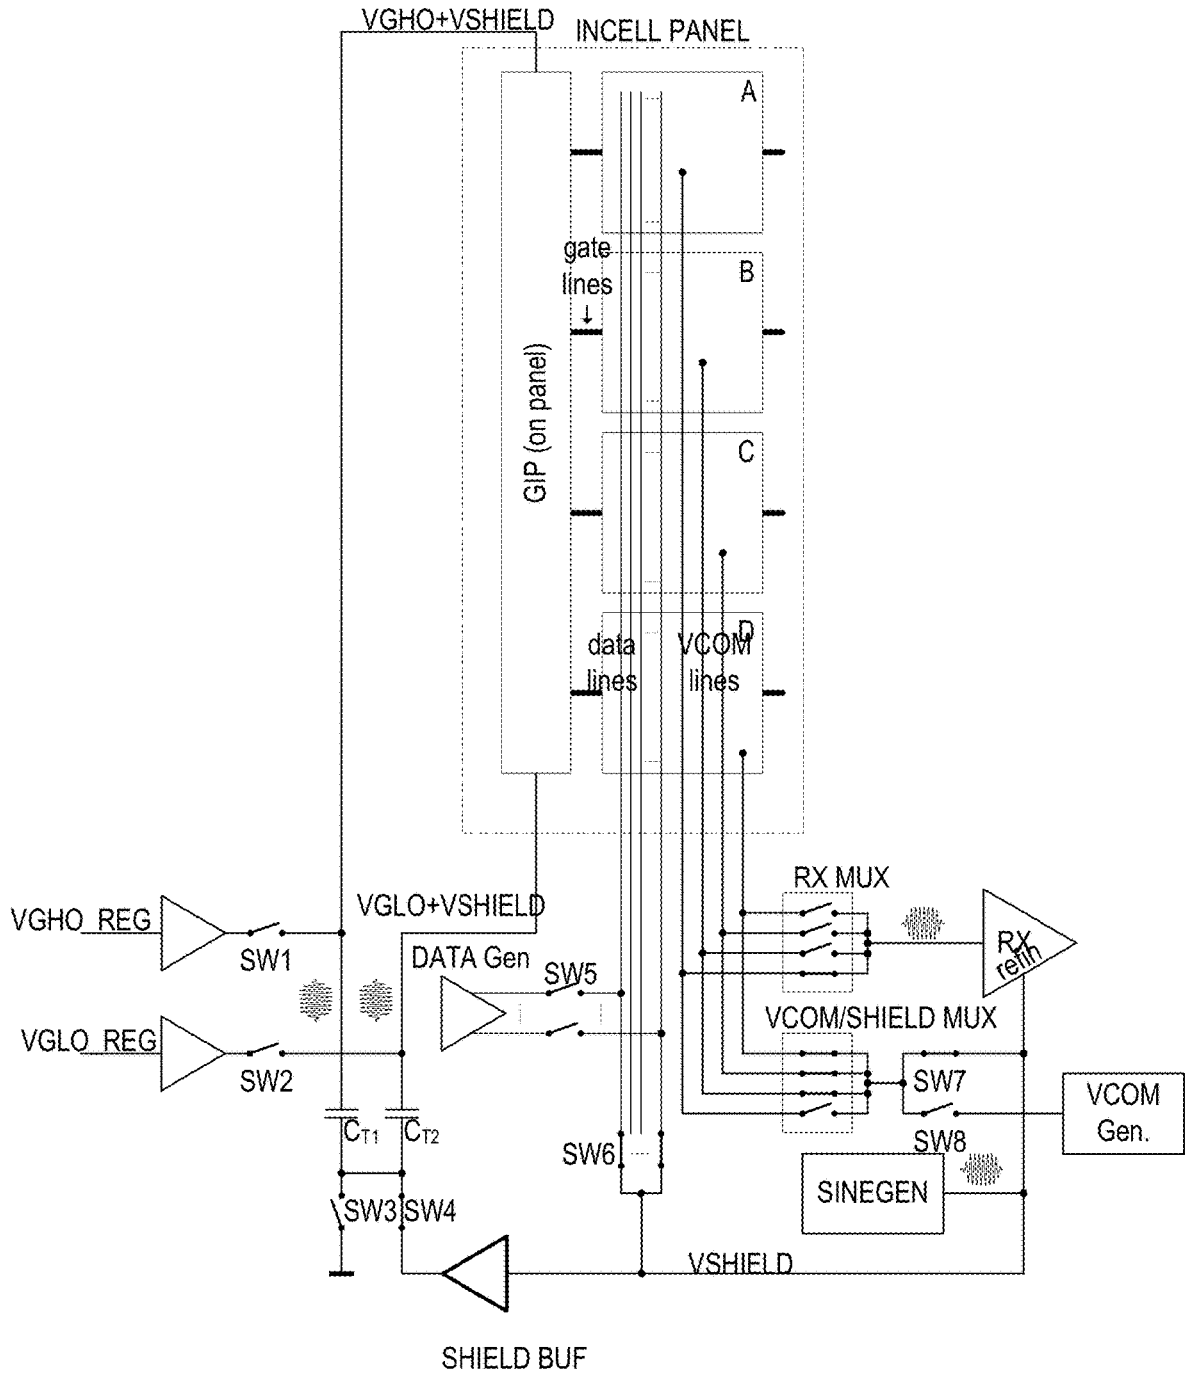 VGHO+VSHIELD
INCELL PANEL
A
gate
lines
B
GIP (on panel)
C
D
data
lines
VCOM
lines
RX MUX
VGHO_REG
SW1
VGLO+VSHIELD
DATA Gen
SW5
RX
refin
VGLO_REG
SW2
VCOM/SHIELD MUX
SW7
SW8
VCOM
Gen.
CT1
CT2
SW6
SINEGEN
SW3
SW4
VSHIELD
SHIELD BUF